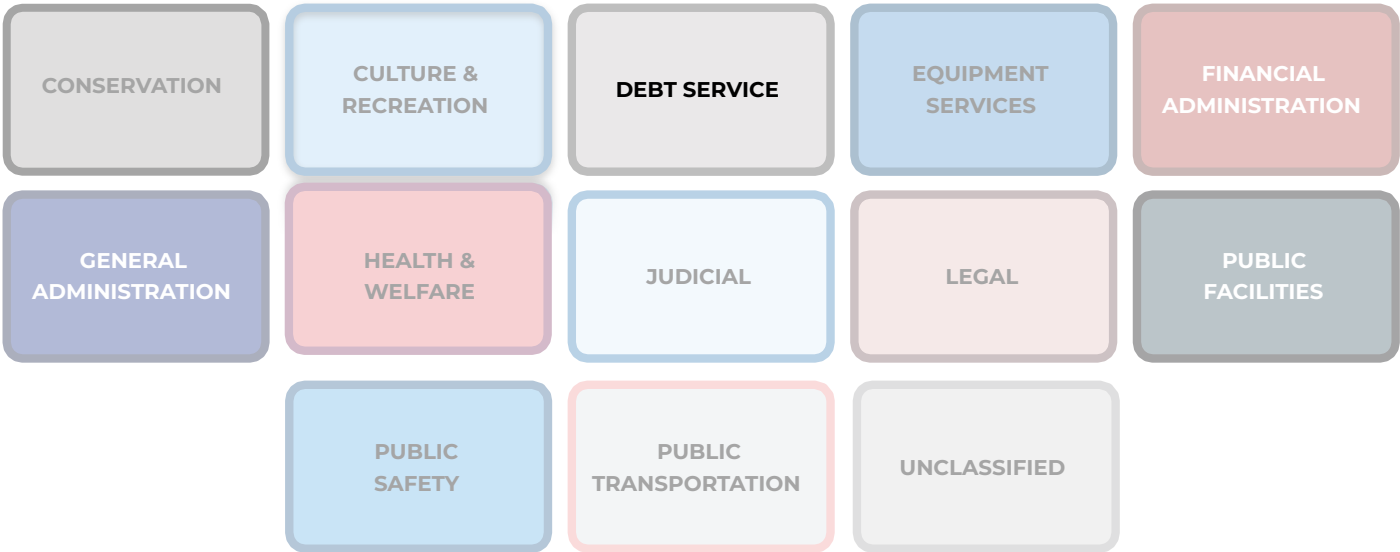 CONSERVATION
CULTURE &
RECREATION
DEBT SERVICE
EQUIPMENT
SERVICES
FINANCIAL
ADMINISTRATION
GENERAL
ADMINISTRATION
HEALTH &
WELFARE
JUDICIAL
LEGAL
PUBLIC
FACILITIES
PUBLIC
SAFETY
PUBLIC
TRANSPORTATION
UNCLASSIFIED